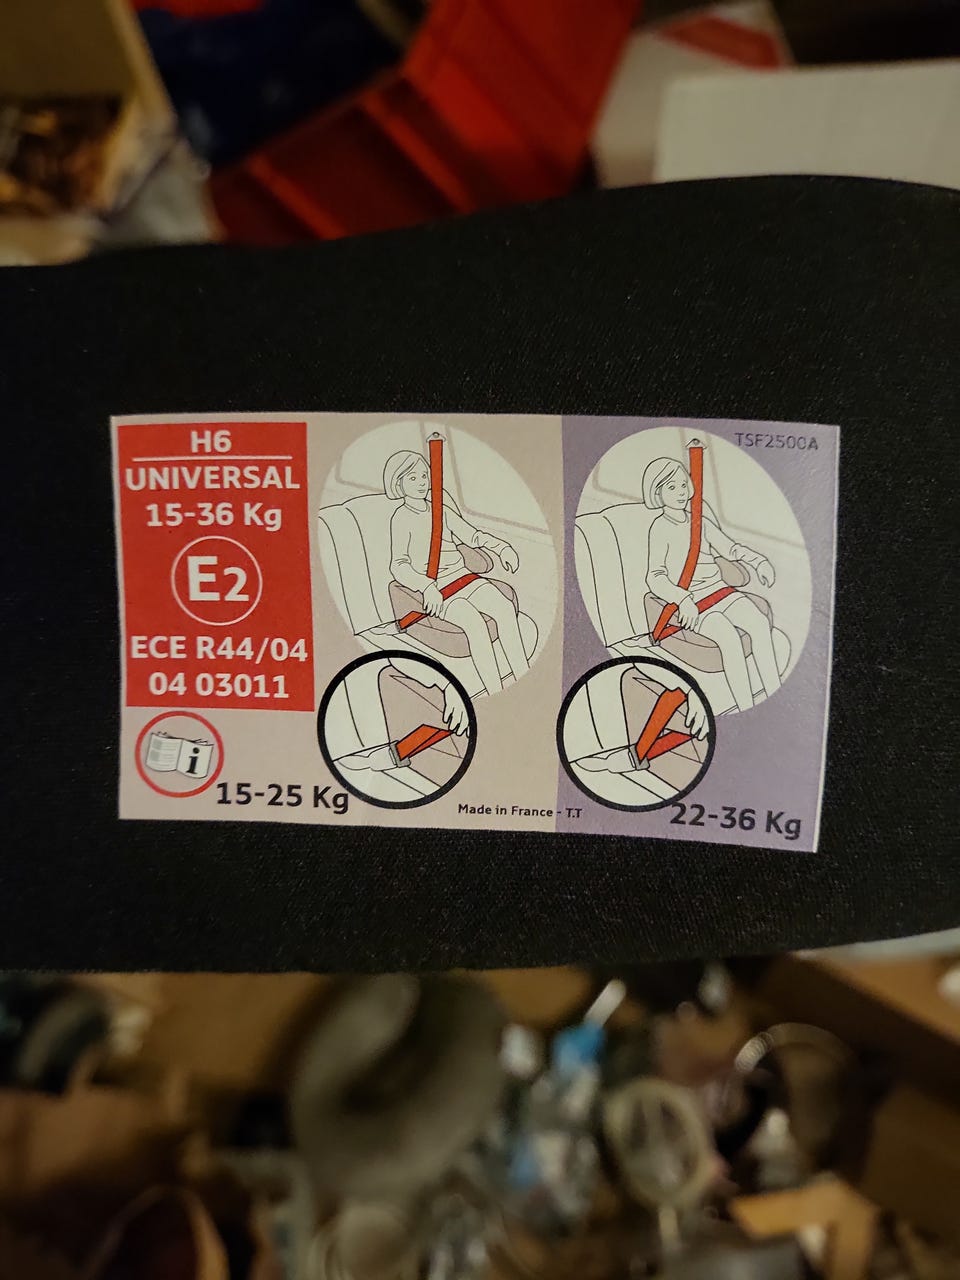 H6
UNIVERSAL
15-36 Kg
E2
ECE R44/04
04 03011
i
15-25 Kg
Made in France - T.T
TSF2500A
22-36 Kg